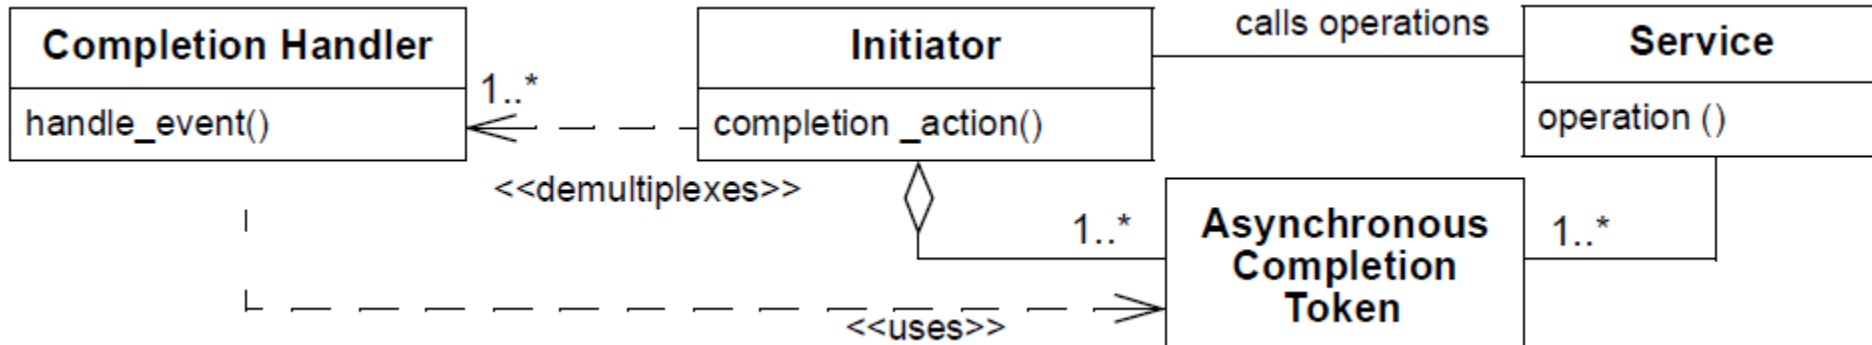 Completion Handler
handle_event()
1..*
<<demultiplexes>>
Initiator
completion _action()
calls operations
Service
operation ()
1..*
Asynchronous
Completion
Token
1..*
<<uses>>